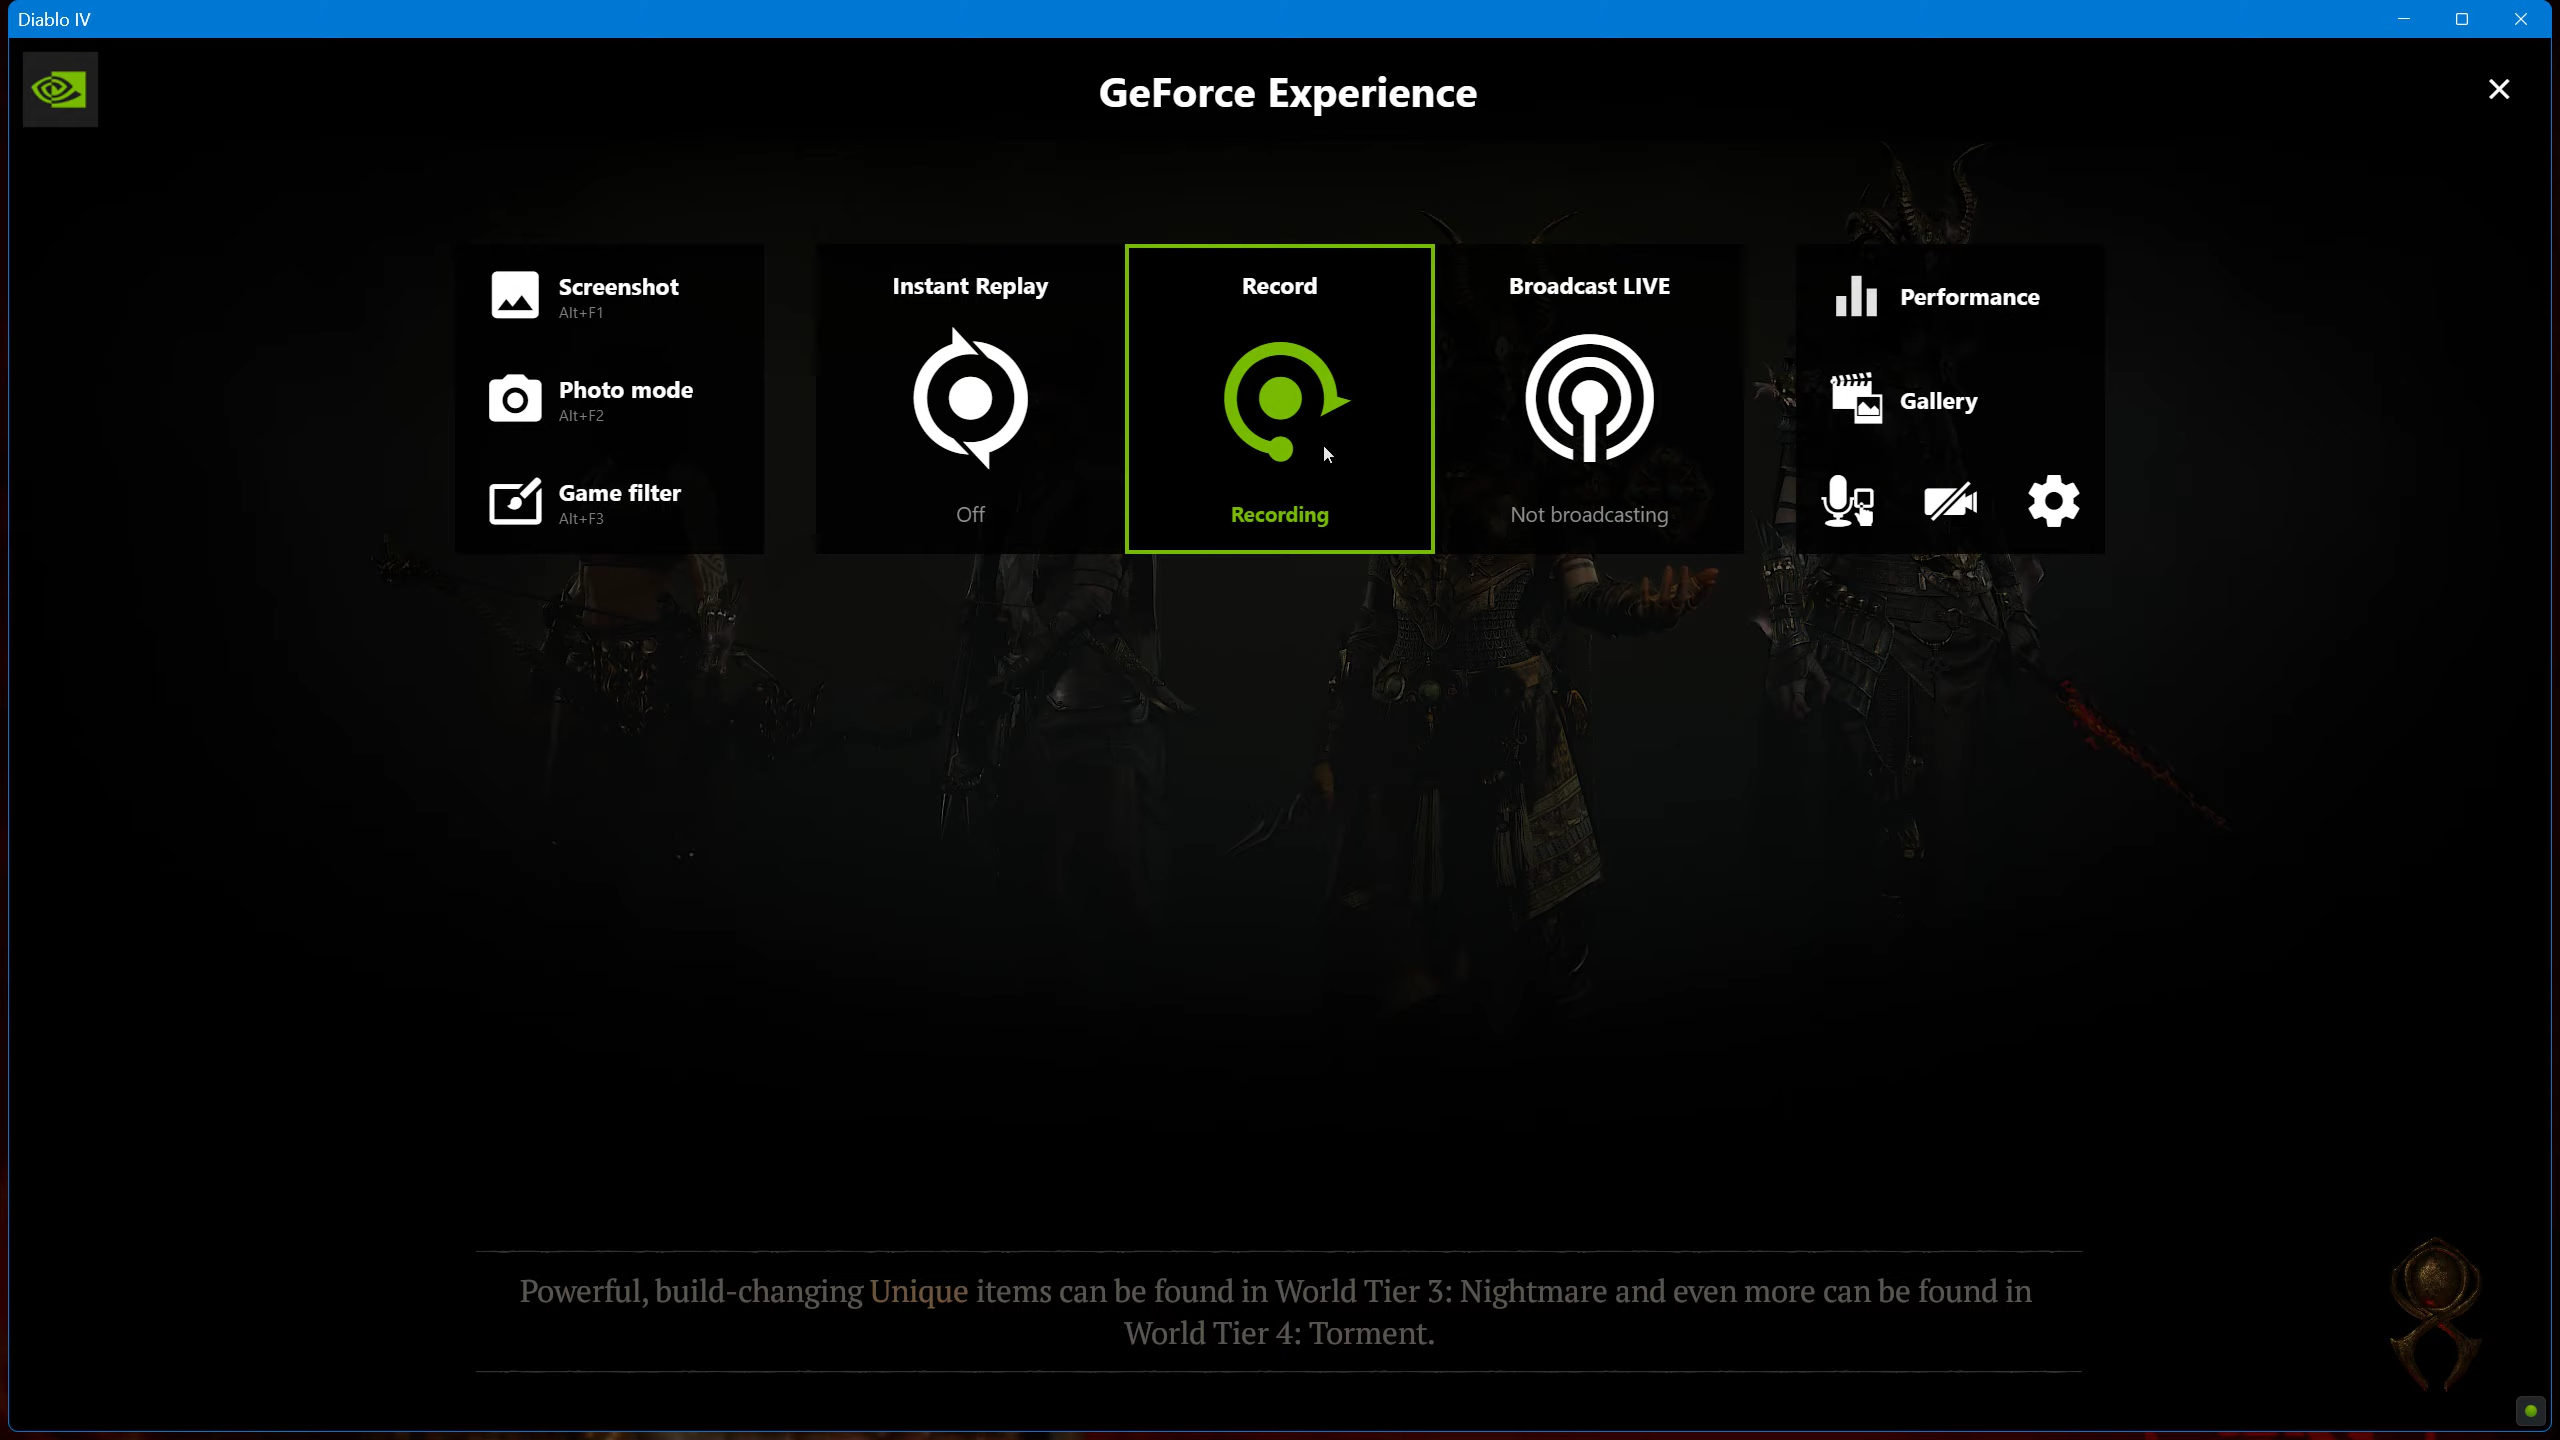 Diablo IV
GeForce Experience
Screenshot
Alt+F1
Photo mode
Alt+F2
Game filter
Alt+F3
Instant Replay
Off
Record
Recording
Broadcast LIVE
Not broadcasting
Performance
Gallery
Powerful, build-changing Unique items can be found in World Tier 3: Nightmare and even more can be found in
World Tier 4: Torment.